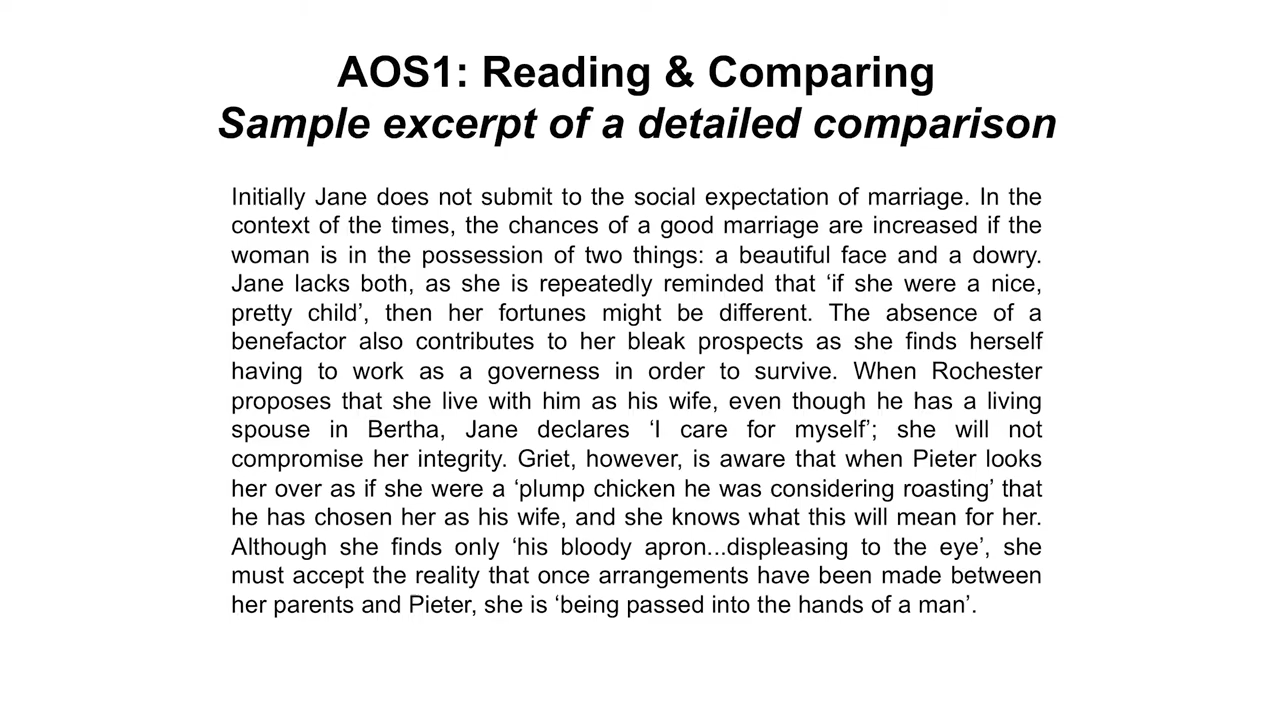 AOS1: Reading & Comparing
Sample excerpt of a detailed comparison
Initially Jane does not submit to the social expectation of marriage. In the
context of the times, the chances of a good marriage are increased if the
woman is in the possession of two things: a beautiful face and a dowry.
Jane lacks both, as she is repeatedly reminded that ‘if she were a nice,
pretty child’, then her fortunes might be different. The absence of a
benefactor also contributes to her bleak prospects as she finds herself
having to work as a governess in order to survive. When Rochester
proposes that she live with him as his wife, even though he has a living
spouse in Bertha, Jane declares ‘I care for myself’; she will not
compromise her integrity. Griet, however, is aware that when Pieter looks
her over as if she were a ‘plump chicken he was considering roasting’ that
he has chosen her as his wife, and she knows what this will mean for her.
Although she finds only ‘his bloody apron...displeasing to the eye’, she
must accept the reality that once arrangements have been made between
her parents and Pieter, she is ‘being passed into the hands of a man’.